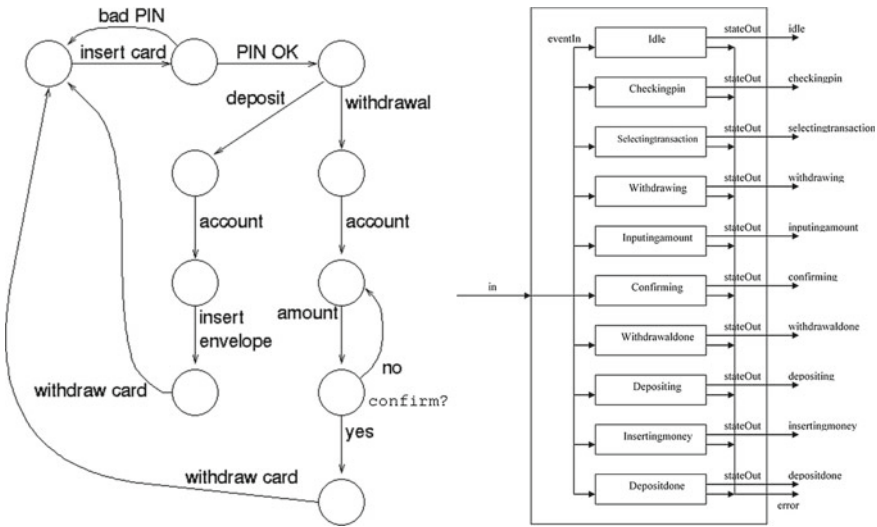 bad PIN
insert card
PIN OK
deposit
withdrawal
account
account
insert
envelope
amount
no
withdraw card
confirm?
yes
withdraw card
in
eventIn
Idle
stateOut
idle
Checkingpin
stateOut
checkingpin
Selectingtransaction
stateOut
selectingtransaction
Withdrawing
stateOut
withdrawing
Inputingamount
stateOut
inputingamount
Confirming
stateOut
confirming
Withdrawaldone
stateOut
withdrawaldone
Depositing
stateOut
depositing
Insertingmoney
stateOut
insertingmoney
Depositdone
stateOut
depositdone
error